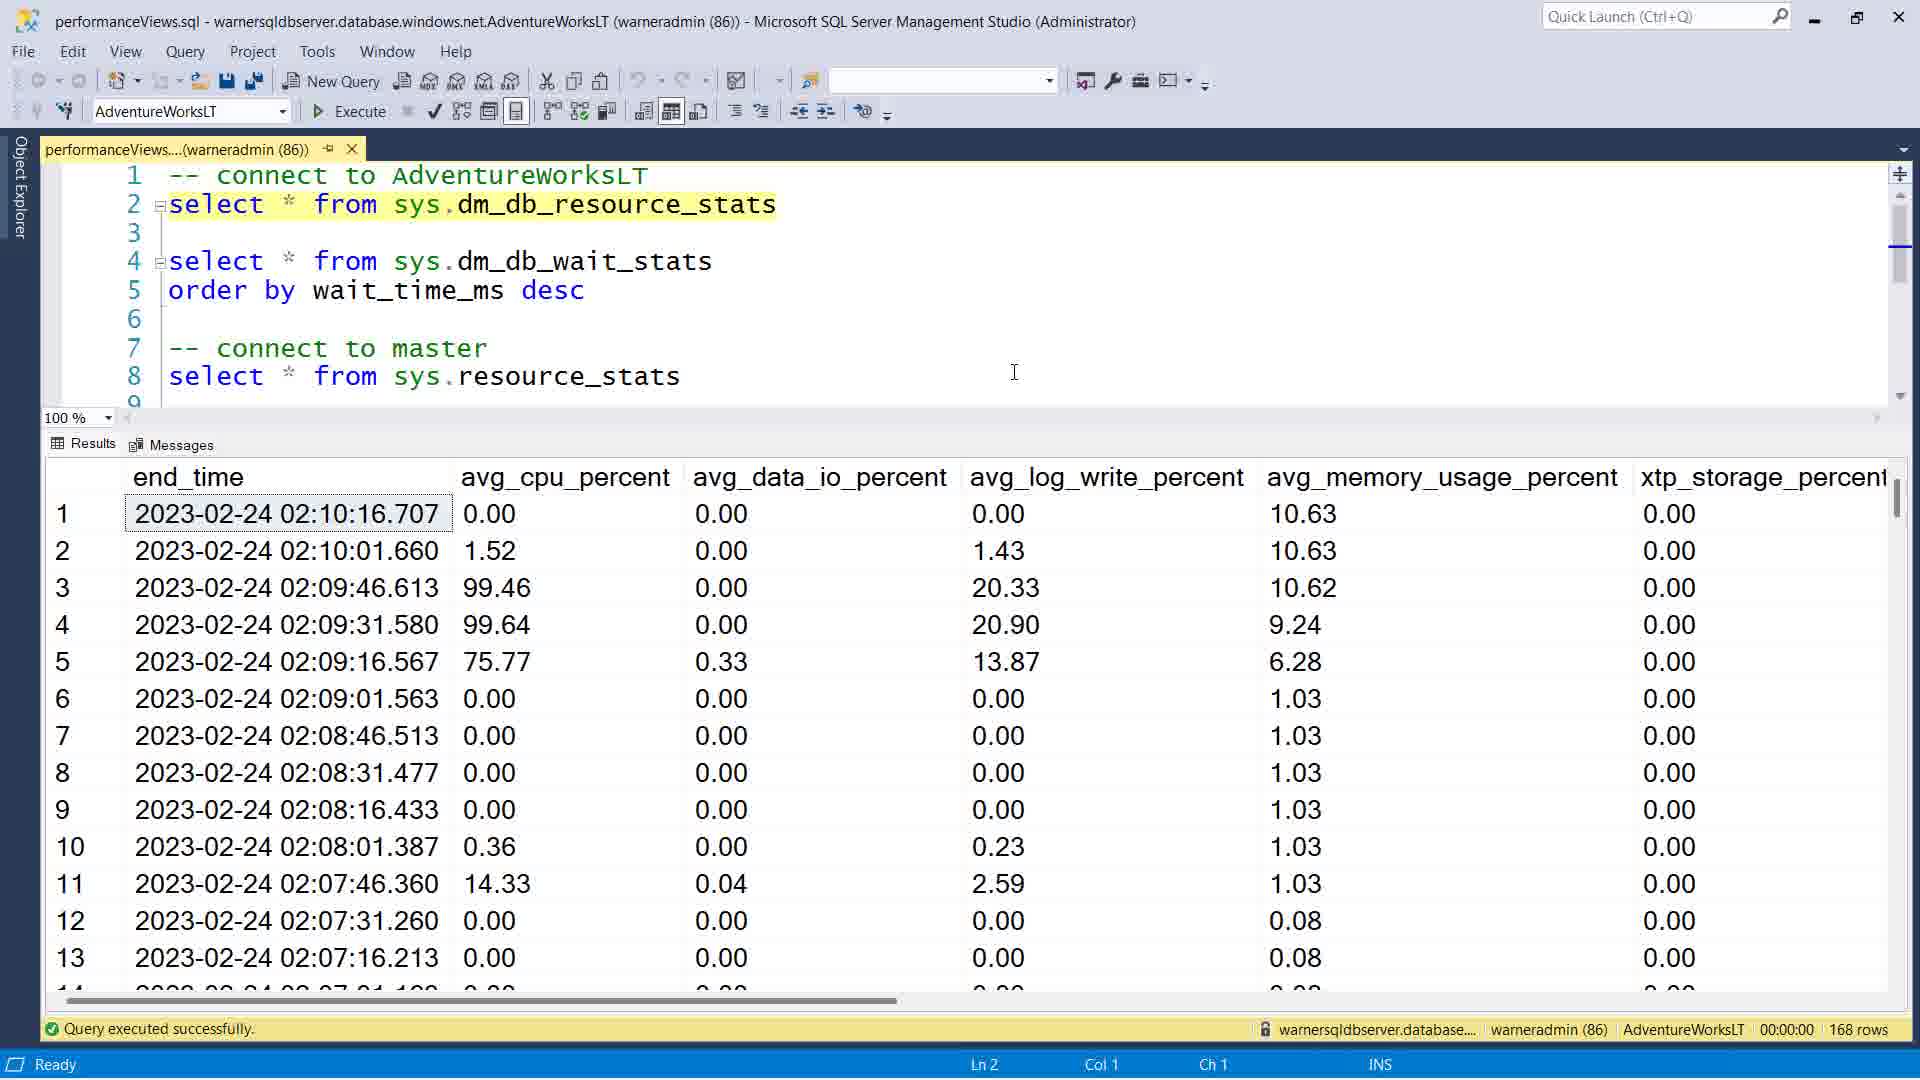 performanceViews.sql - warnersqldbserver.database.windows.net.AdventureWorksLT (warneradmin (86)) - Microsoft SQL Server Management Studio (Administrator)
Quick Launch (Ctrl+Q)
File Edit View Query Project Tools Window Help
New Query
AdventureWorksLT Execute
Object Explorer
performanceViews....(warneradmin (86))
1 -- connect to AdventureWorksLT
2 select * from sys.dm_db_resource_stats
3
4 select * from sys.dm_db_wait_stats
5 order by wait_time_ms desc
6
7 -- connect to master
8 select * from sys.resource_stats
9
100 %
Results Messages
end_time avg_cpu_percent avg_data_io_percent avg_log_write_percent avg_memory_usage_percent xtp_storage_percent
1 2023-02-24 02:10:16.707 0.00 0.00 0.00 10.63 0.00
2 2023-02-24 02:10:01.660 1.52 0.00 1.43 10.63 0.00
3 2023-02-24 02:09:46.613 99.46 0.00 20.33 10.62 0.00
4 2023-02-24 02:09:31.580 99.64 0.00 20.90 9.24 0.00
5 2023-02-24 02:09:16.567 75.77 0.33 13.87 6.28 0.00
6 2023-02-24 02:09:01.563 0.00 0.00 0.00 1.03 0.00
7 2023-02-24 02:08:46.513 0.00 0.00 0.00 1.03 0.00
8 2023-02-24 02:08:31.477 0.00 0.00 0.00 1.03 0.00
9 2023-02-24 02:08:16.433 0.00 0.00 0.00 1.03 0.00
10 2023-02-24 02:08:01.387 0.36 0.00 0.23 1.03 0.00
11 2023-02-24 02:07:46.360 14.33 0.04 2.59 1.03 0.00
12 2023-02-24 02:07:31.260 0.00 0.00 0.00 0.08 0.00
13 2023-02-24 02:07:16.213 0.00 0.00 0.00 0.08 0.00
Query executed successfully. warnersqldbserver.database.... warneradmin (86) AdventureWorksLT 00:00:00 168 rows
Ready Ln 2 Col 1 Ch 1 INS